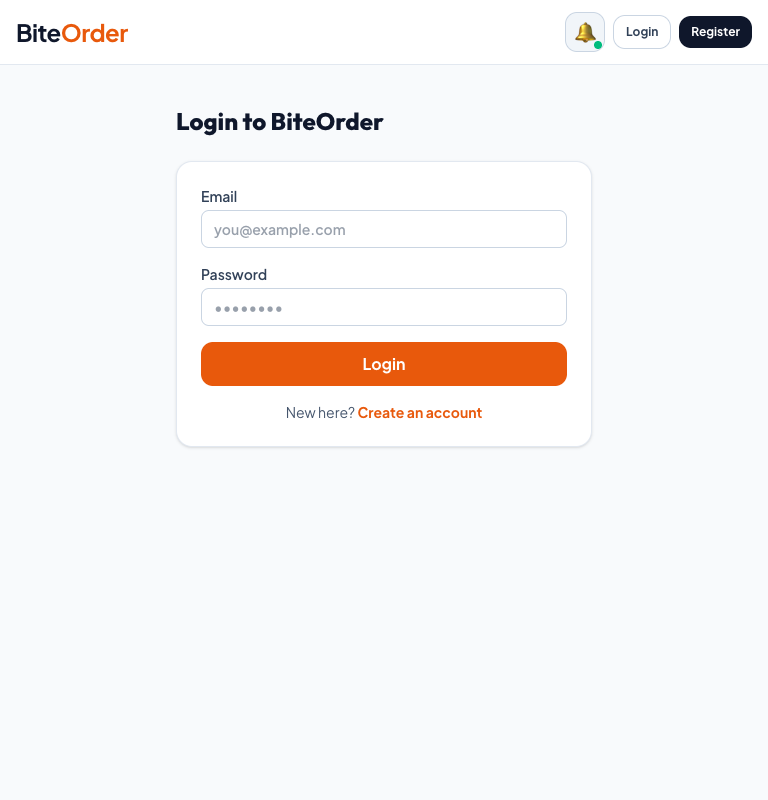 BiteOrder
Login
Register
Login to BiteOrder
Email
you@example.com
Password
••••••••
Login
New here? Create an account